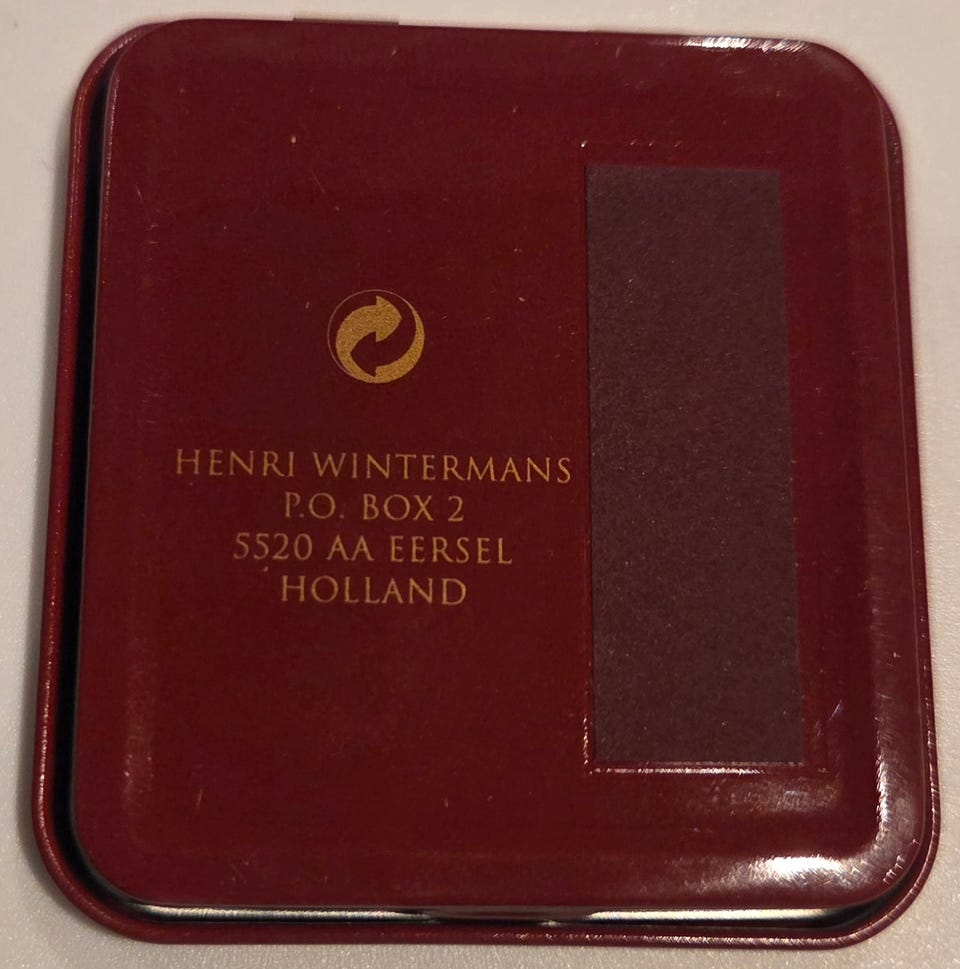 HENRI WINTERMANS
P.O. BOX 2
5520 AA EERSEL
HOLLAND